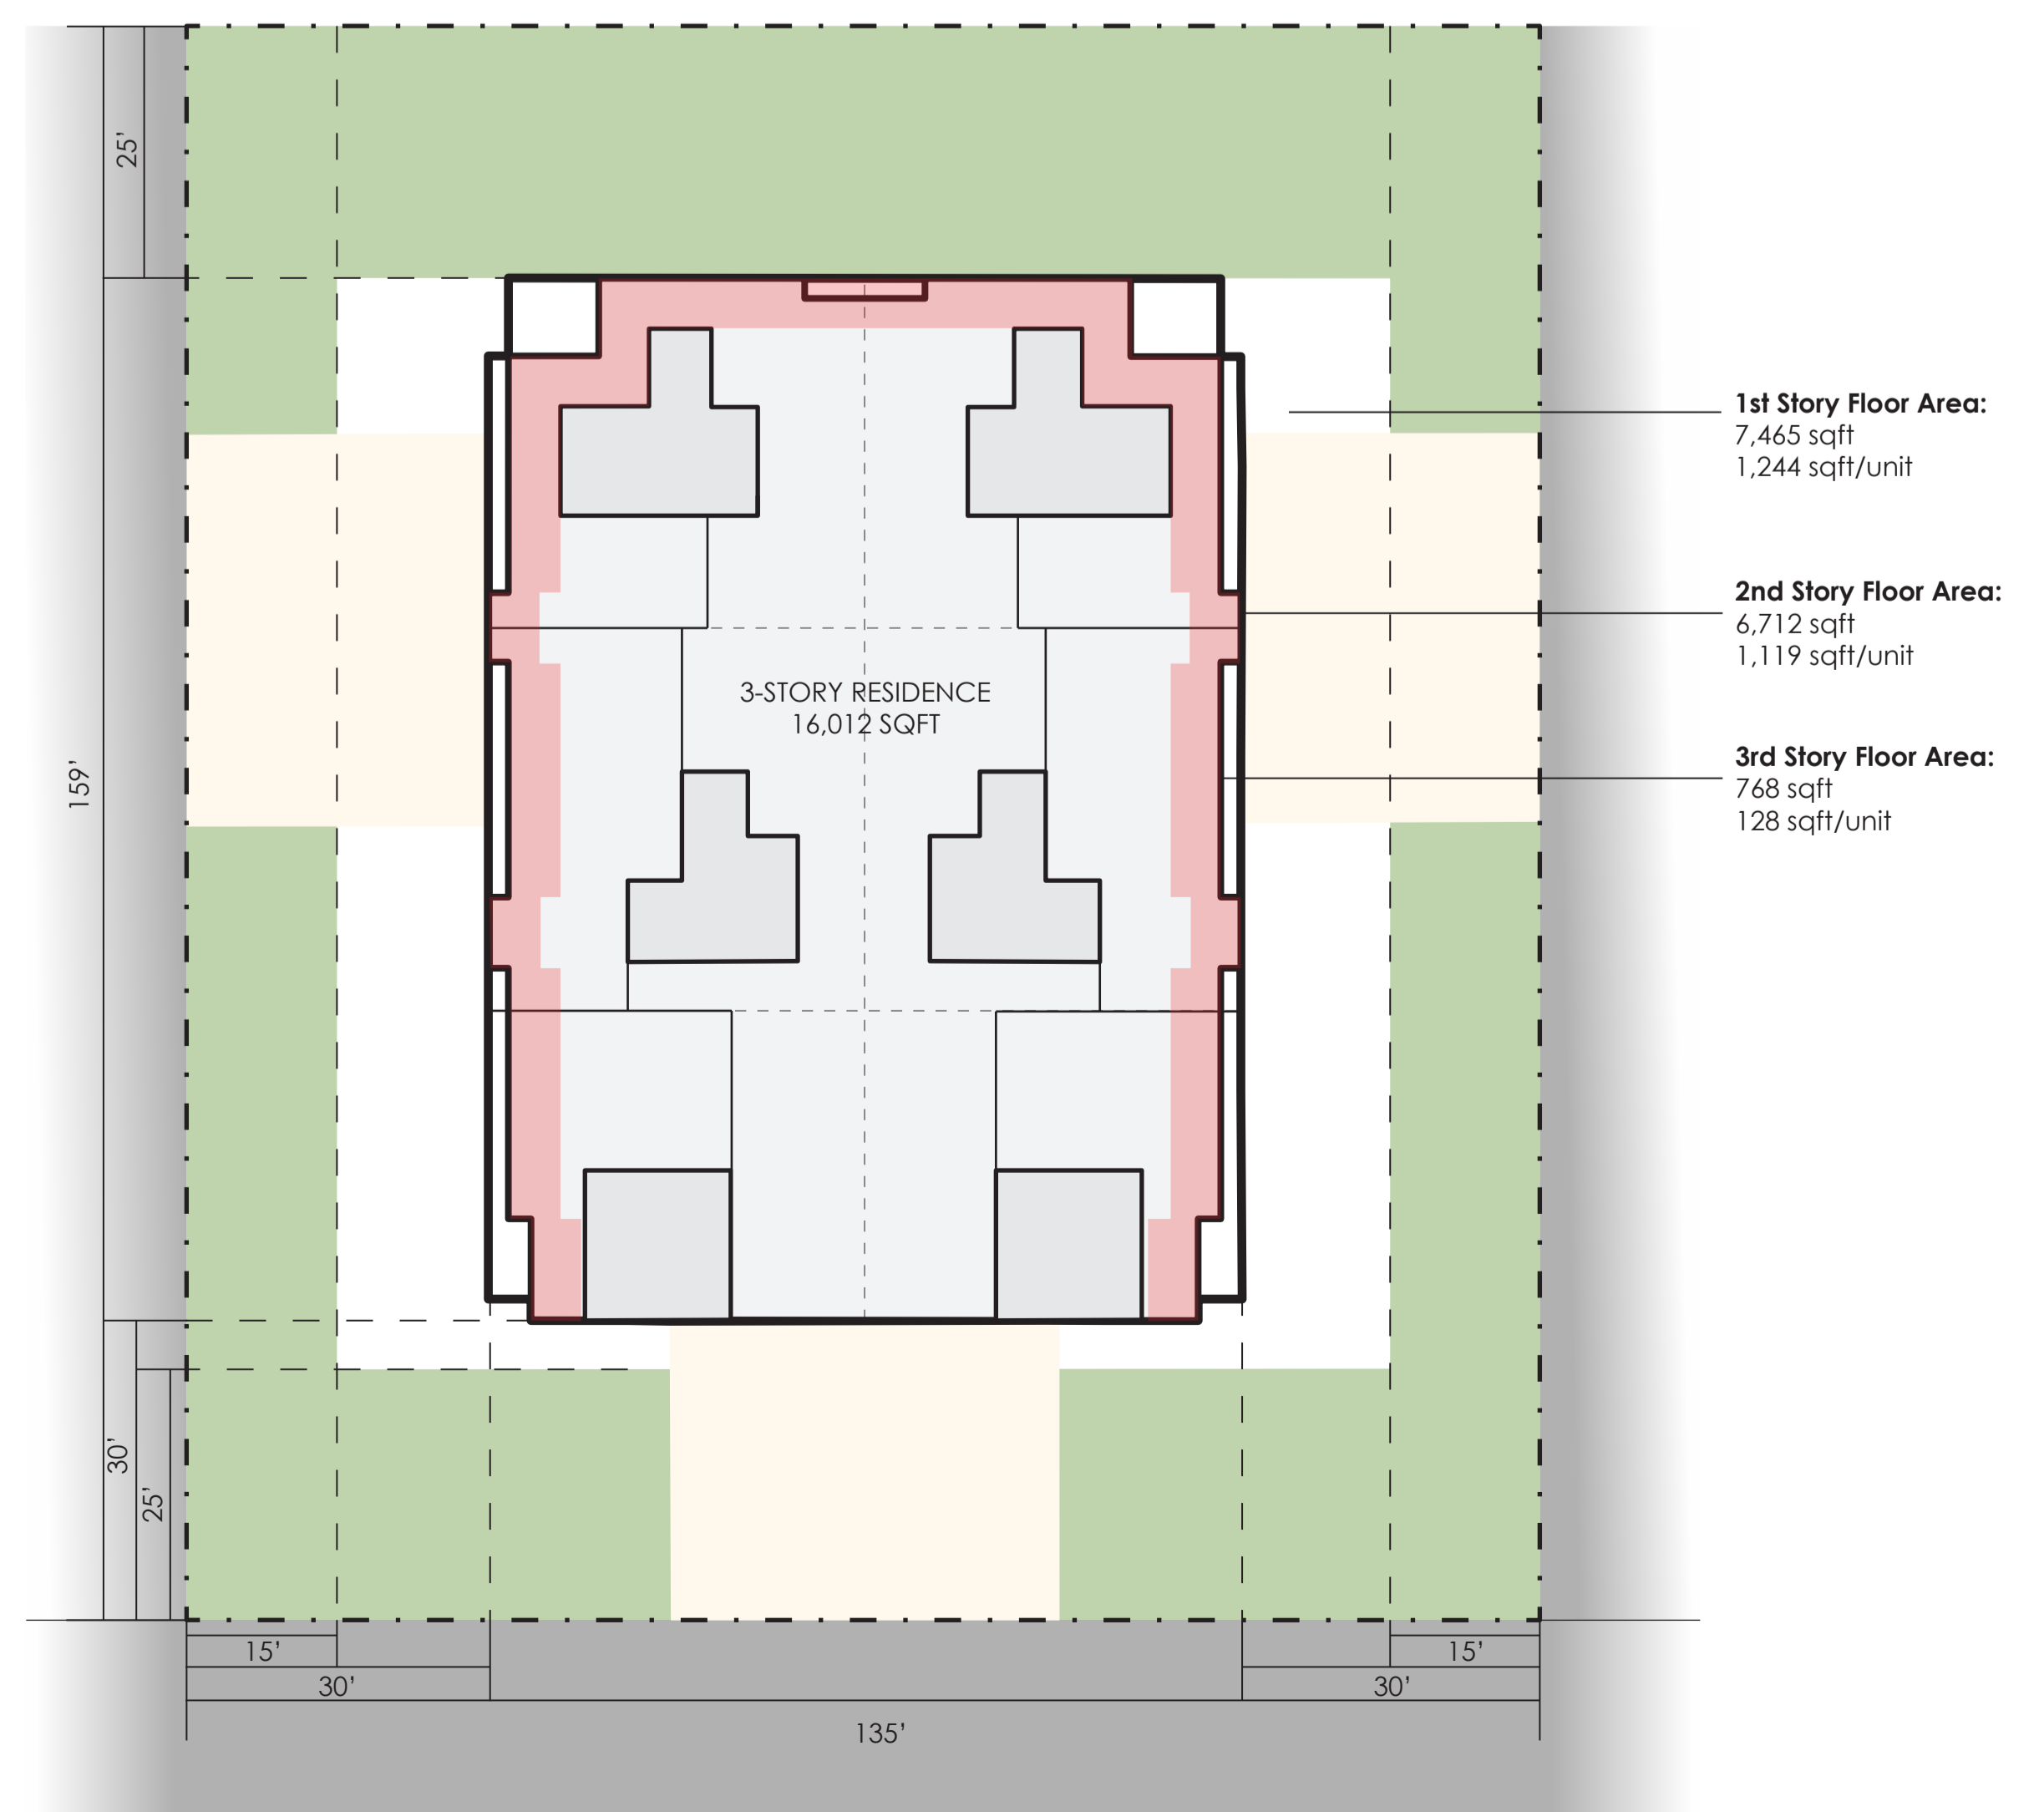 25’
1st Story Floor Area:
7,465 sqft
1,244 sqft/unit
2nd Story Floor Area:
6,712 sqft
1,119 sqft/unit
3-STORY RESIDENCE
16,012 SQFT
3rd Story Floor Area:
768 sqft
128 sqft/unit
159’
30’
25’
15’
15’
30’
30’
135’